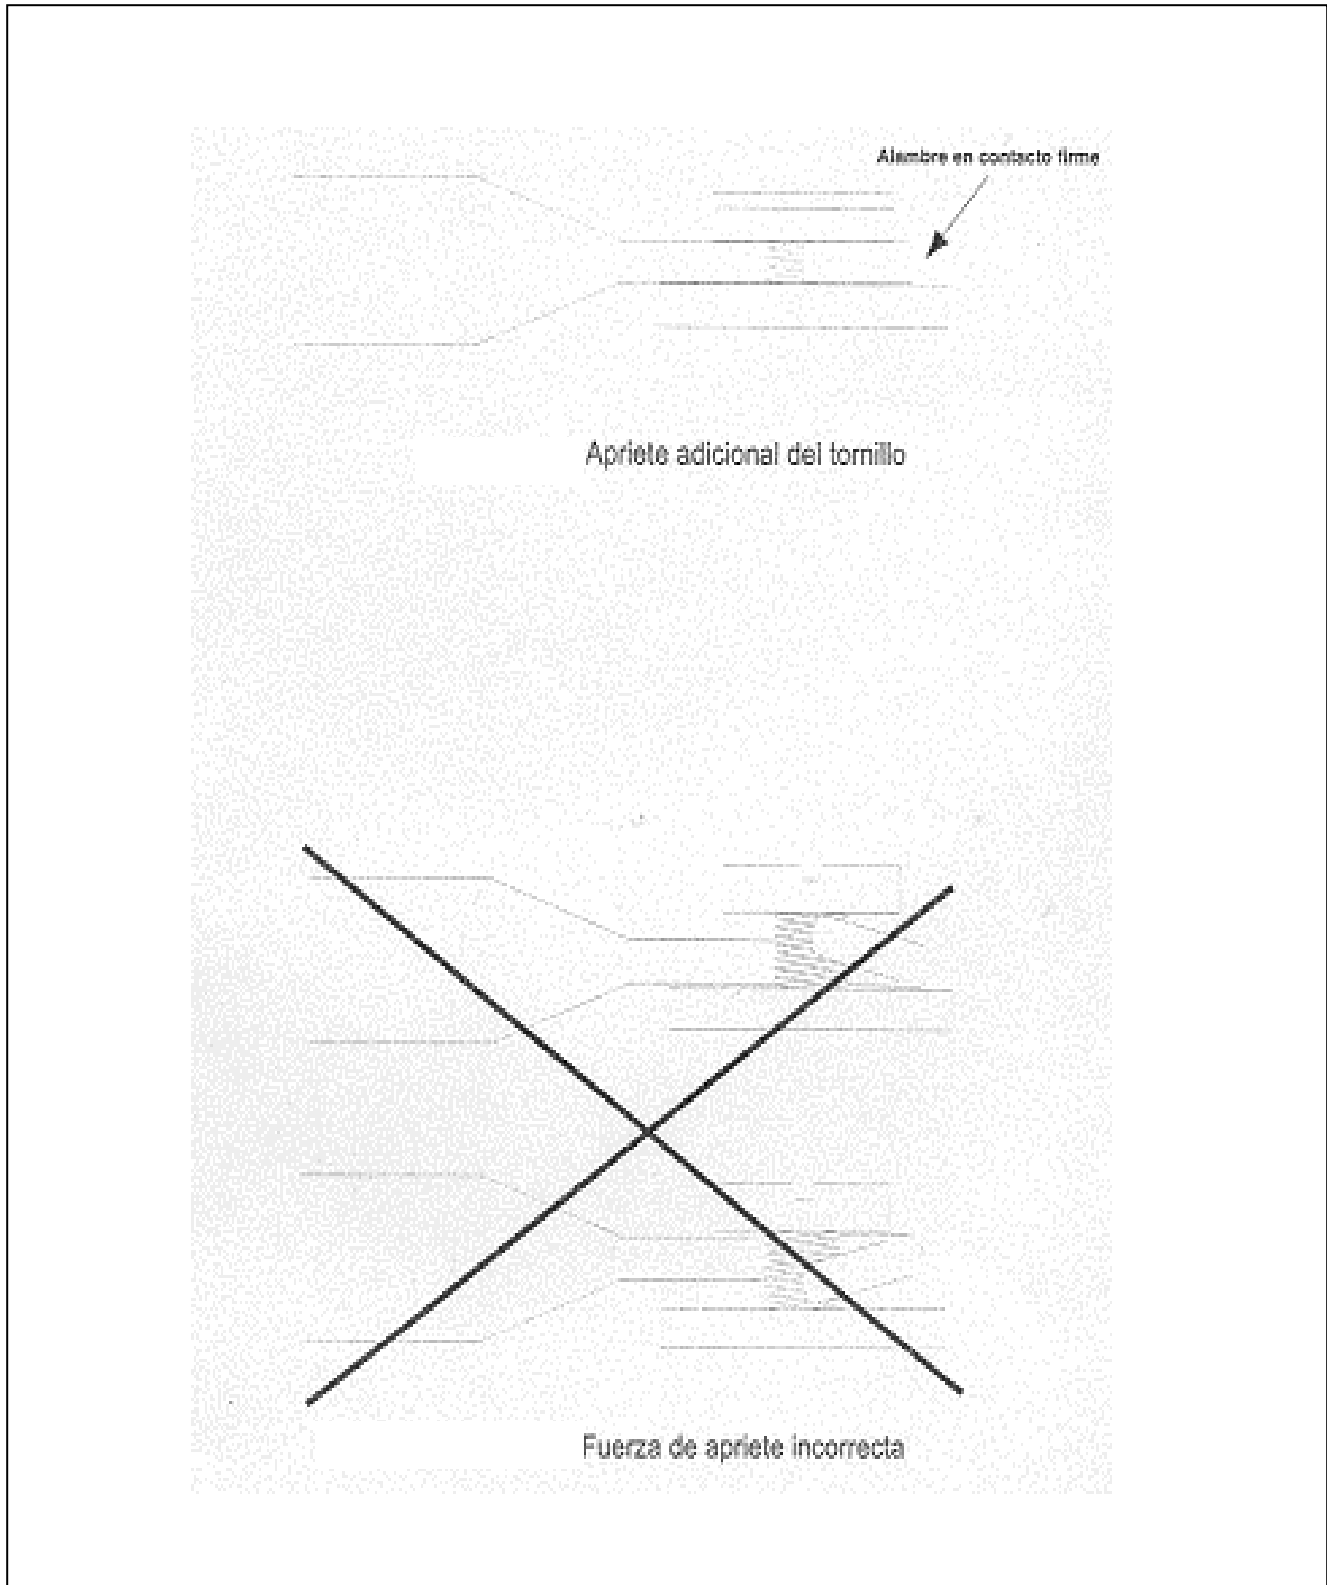 Alambre en contacto firme
Apriete adicional del tornillo
Fuerza de apriete incorrecta